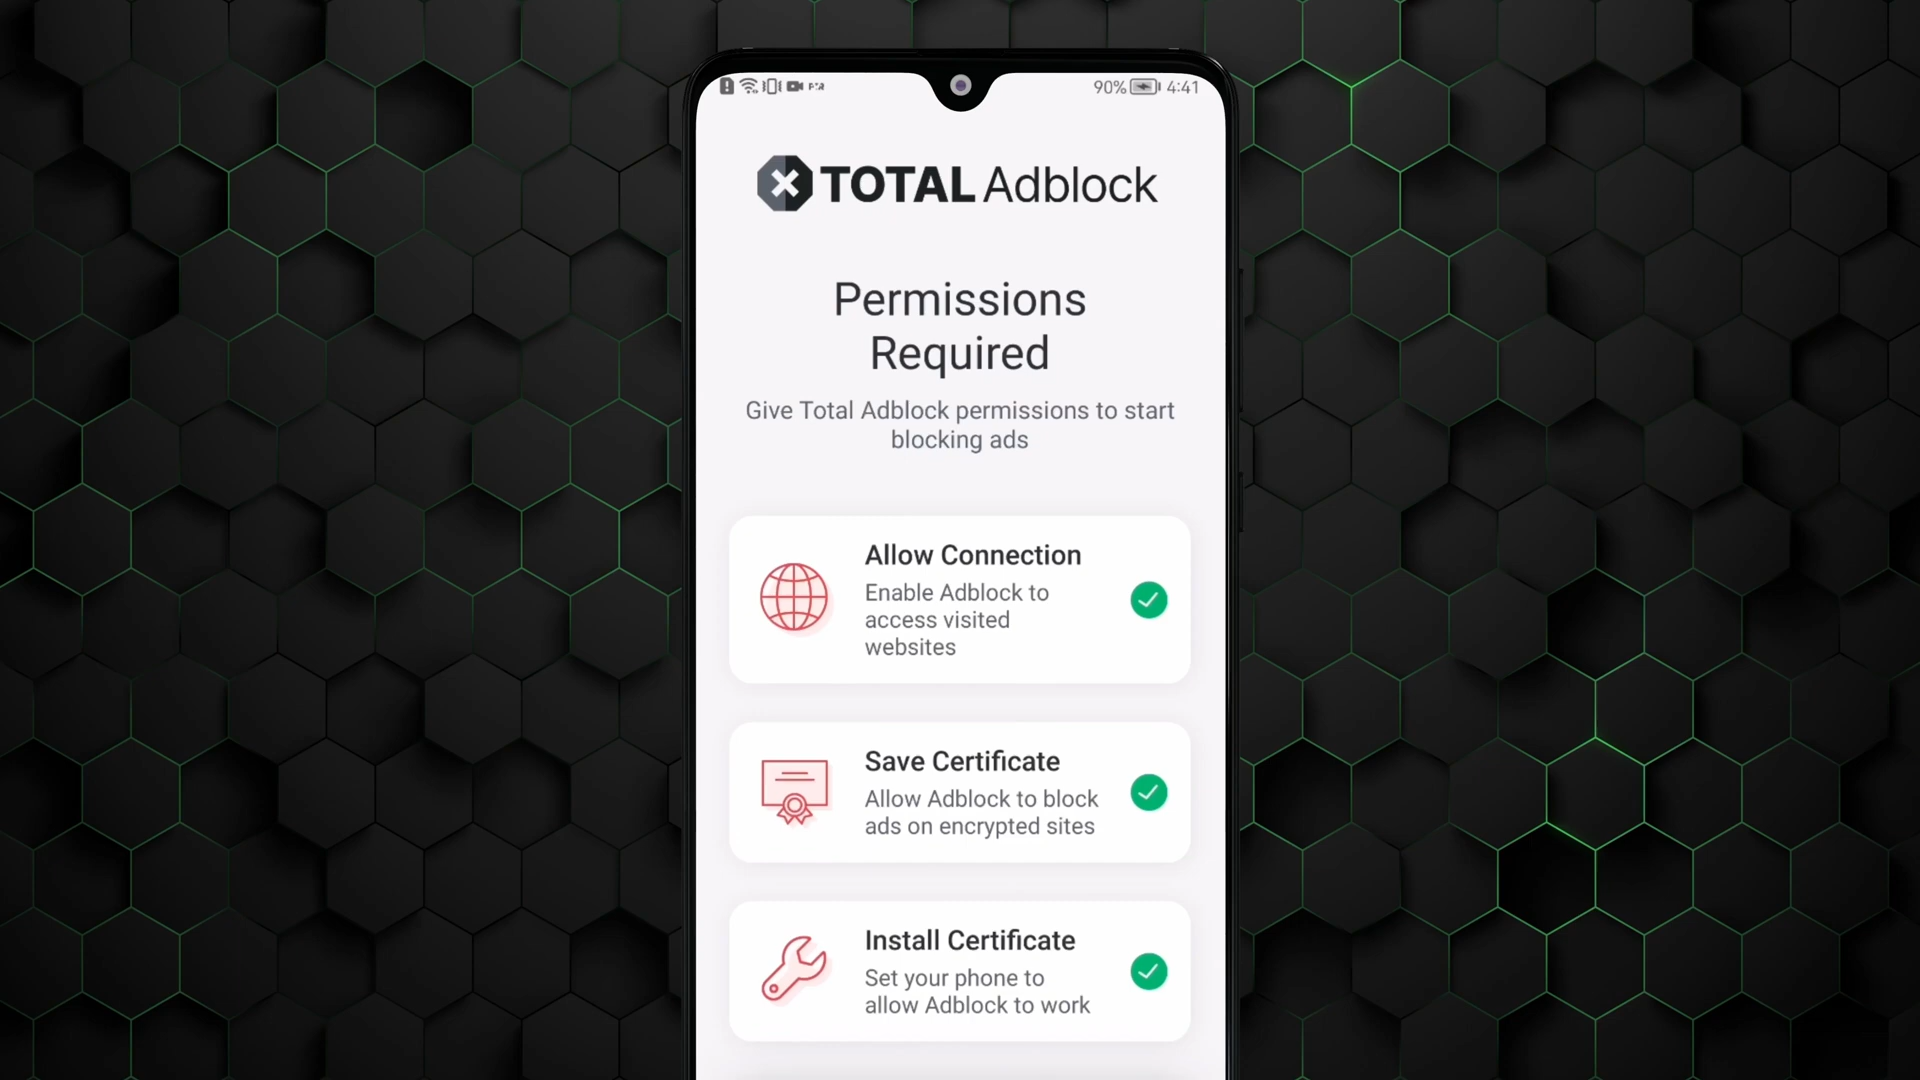 90% 4:41
TOTAL Adblock
Permissions
Required
Give Total Adblock permissions to start
blocking ads
Allow Connection
Enable Adblock to
access visited
websites
Save Certificate
Allow Adblock to block
ads on encrypted sites
Install Certificate
Set your phone to
allow Adblock to work